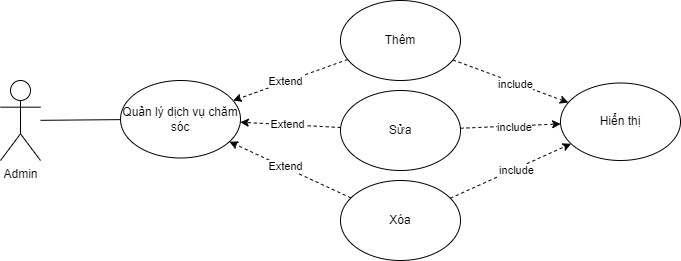 Thêm
Extend
include
Quản lý dịch vụ chăm
sóc
Extend
Sửa
include
Hiển thị
Admin
Extend
include
Xóa